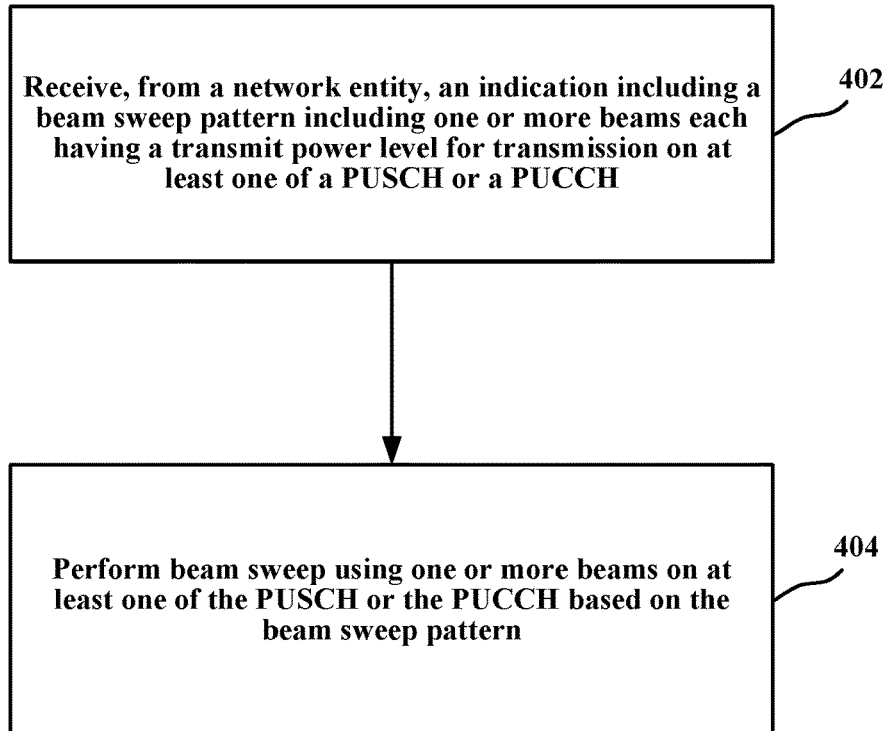 Receive, from a network entity, an indication including a
beam sweep pattern including one or more beams each
having a transmit power level for transmission on at
least one of a PUSCH or a PUCCH
402
Perform beam sweep using one or more beams on at
least one of the PUSCH or the PUCCH based on the
beam sweep pattern
404